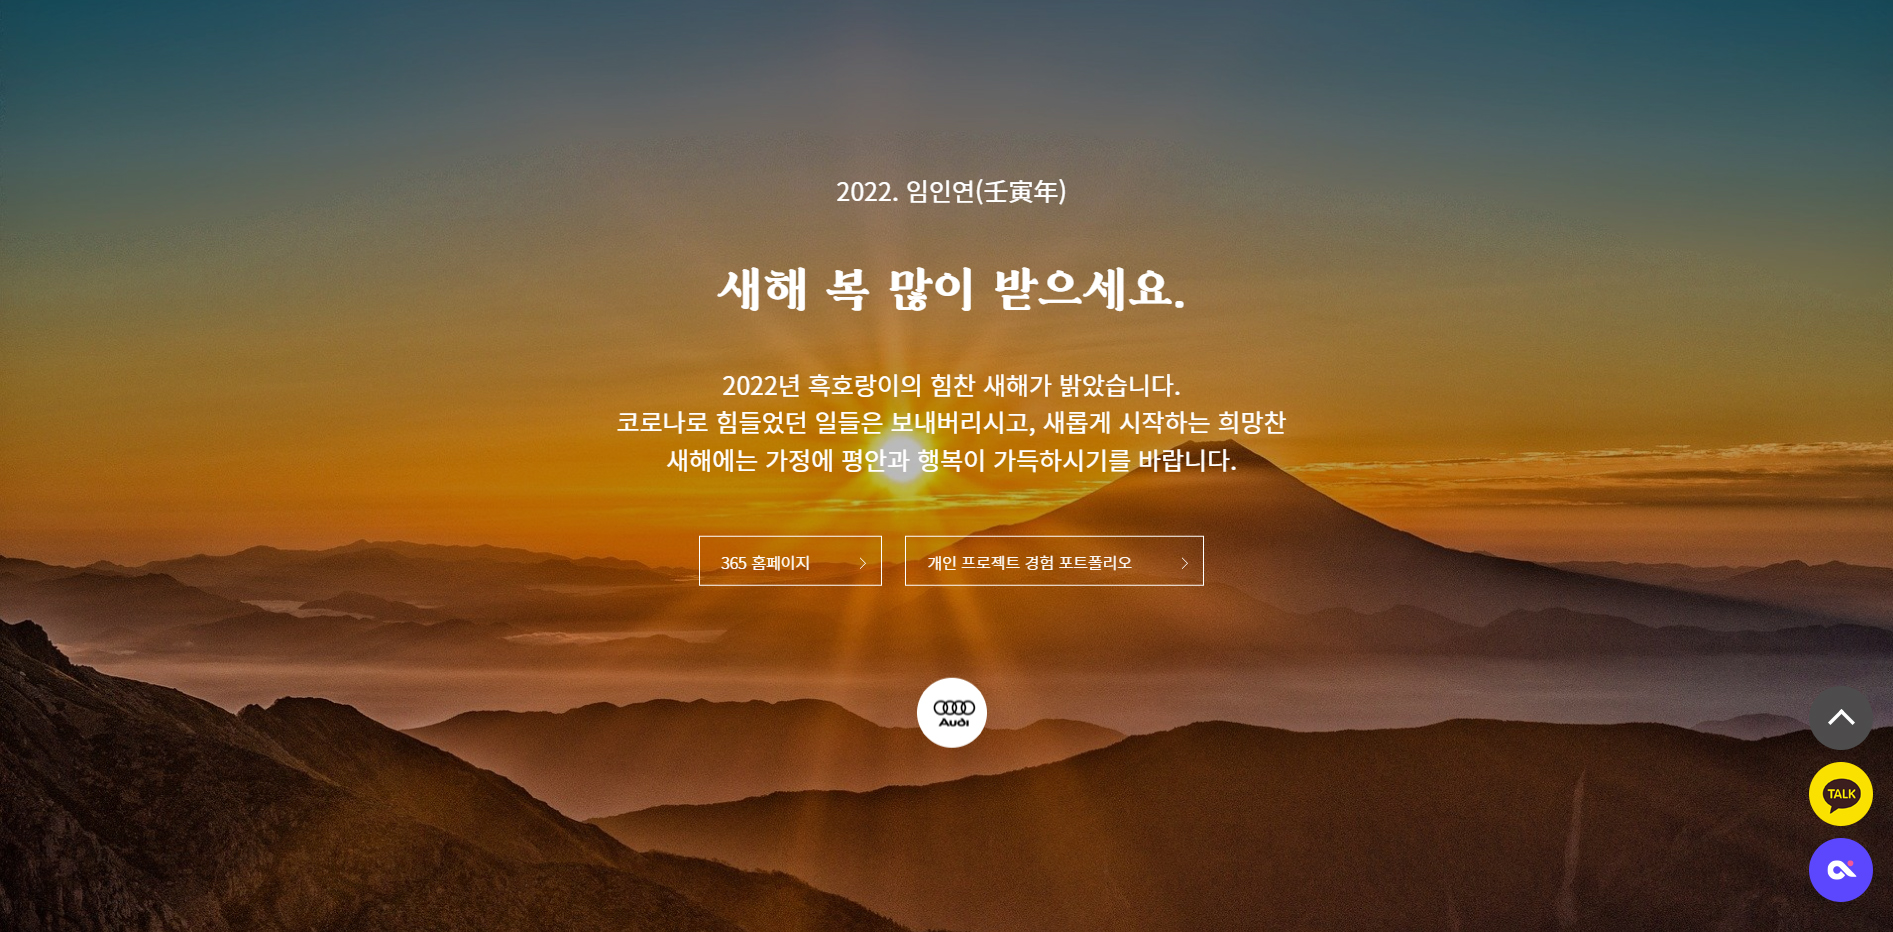 2022. 임인연(壬寅年)
새해 복 많이 받으세요.
2022년 흑호랑이의 힘찬 새해가 밝았습니다.
코로나로 힘들었던 일들은 보내버리시고, 새롭게 시작하는 희망찬
새해에는 가정에 평안과 행복이 가득하시기를 바랍니다.
365 홈페이지
개인 프로젝트 경험 포트폴리오
Audi
TALK